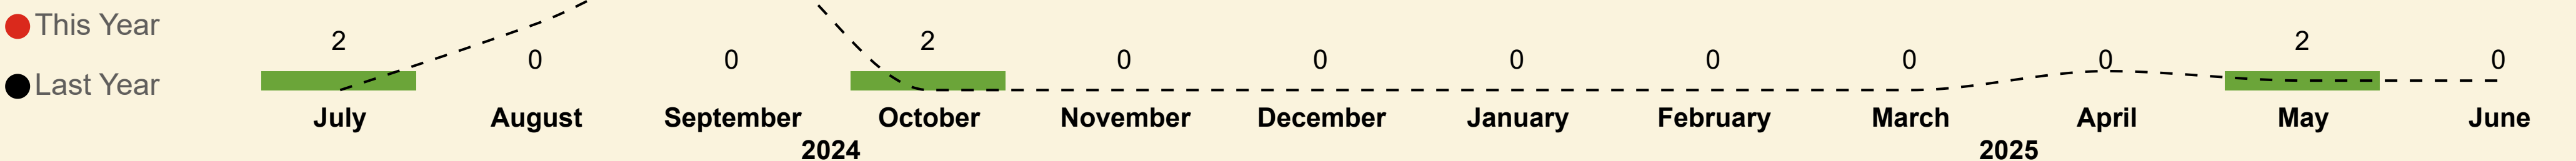 This Year
Last Year
2 0 0 2 0 0 0 0 0 0 2 0
July August September October November December January February March April May June
2024 2025